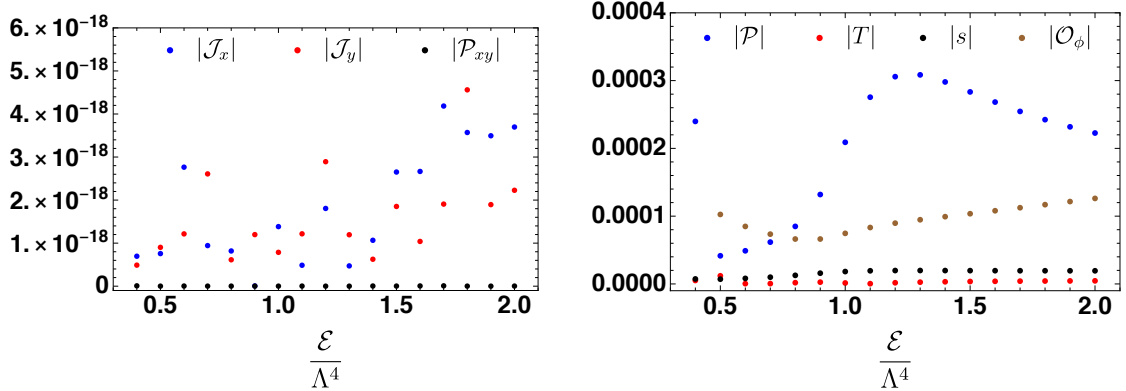 6. × 10⁻¹⁸
5. × 10⁻¹⁸
4. × 10⁻¹⁸
3. × 10⁻¹⁸
2. × 10⁻¹⁸
1. × 10⁻¹⁸
0
|𝒥ₓ| |𝒥ᵧ| |𝒫ₓᵧ|
0.5 1.0 1.5 2.0
ℰ
Λ⁴
0.0004
0.0003
0.0002
0.0001
0.0000
|𝒫| |T| |s| |𝒪ᵩ|
0.5 1.0 1.5 2.0
ℰ
Λ⁴